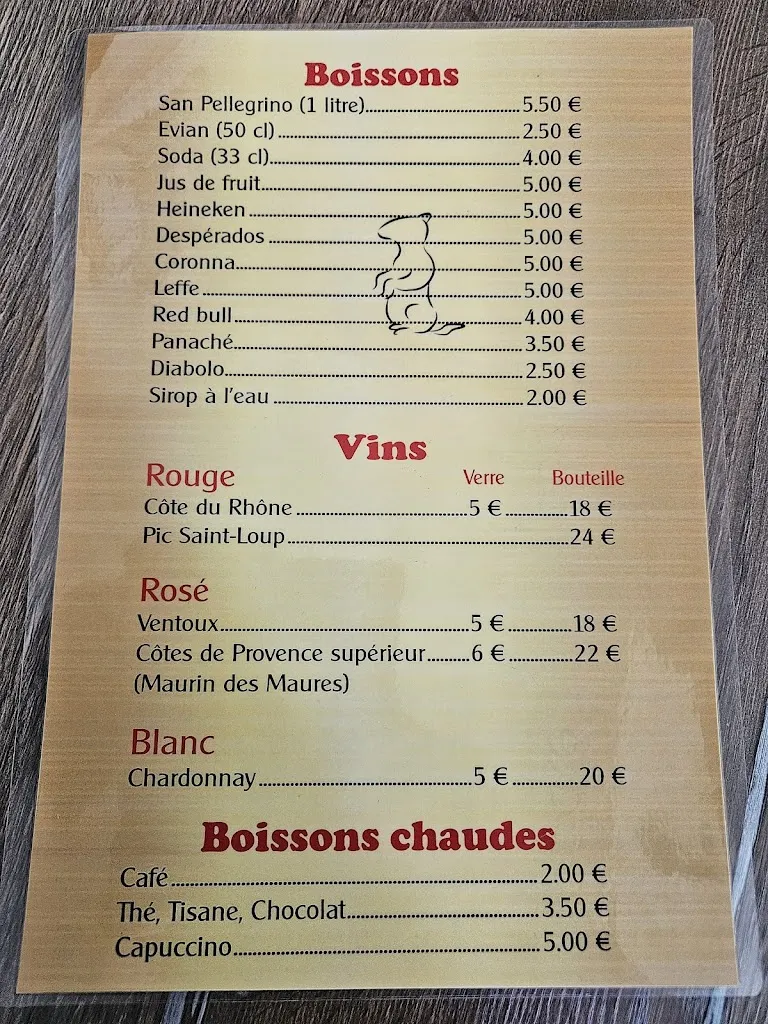 Boissons
San Pellegrino (1 litre)....................5.50 €
Evian (50 cl)....................2.50 €
Soda (33 cl)....................4.00 €
Jus de fruit....................5.00 €
Heineken....................5.00 €
Despérados....................5.00 €
Coronna....................5.00 €
Leffe....................5.00 €
Red bull....................4.00 €
Panaché....................3.50 €
Diabolo....................2.50 €
Sirop à l'eau....................2.00 €
Vins
Rouge Verre Bouteille
Côte du Rhône....................5 €..........18 €
Pic Saint-Loup....................24 €
Rosé
Ventoux....................5 €..........18 €
Côtes de Provence supérieur..........6 €..........22 €
(Maurin des Maures)
Blanc
Chardonnay....................5 €..........20 €
Boissons chaudes
Café....................2.00 €
Thé, Tisane, Chocolat....................3.50 €
Capuccino....................5.00 €